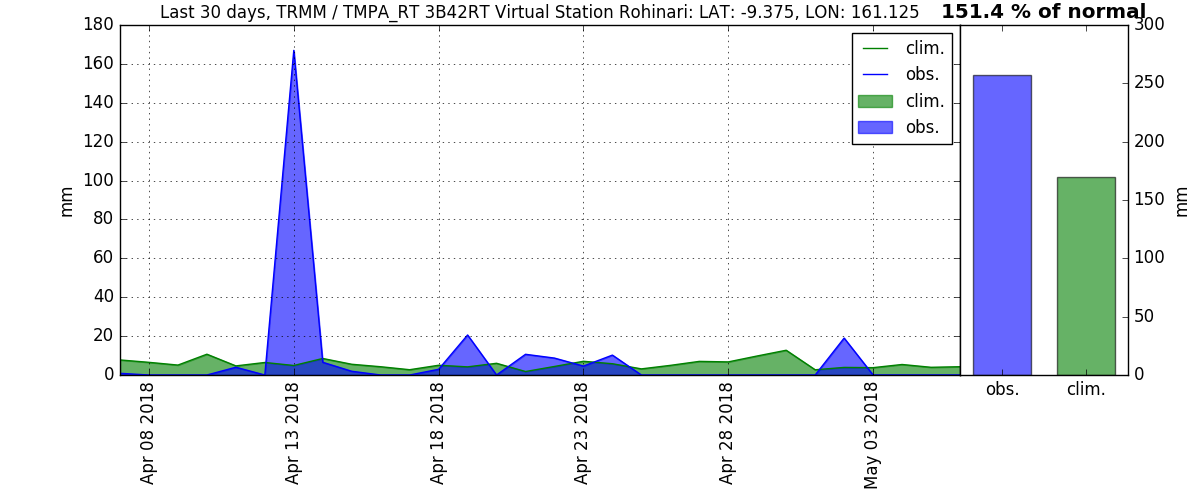 Last 30 days, TRMM / TMPA_RT 3B42RT Virtual Station Rohinari: LAT: -9.375, LON: 161.125
151.4 % of normal
mm
180
160
140
120
100
80
60
40
20
0
Apr 08 2018
Apr 13 2018
Apr 18 2018
Apr 23 2018
Apr 28 2018
May 03 2018
clim.
obs.
clim.
obs.
300
250
200
150
100
50
0
mm
obs.
clim.